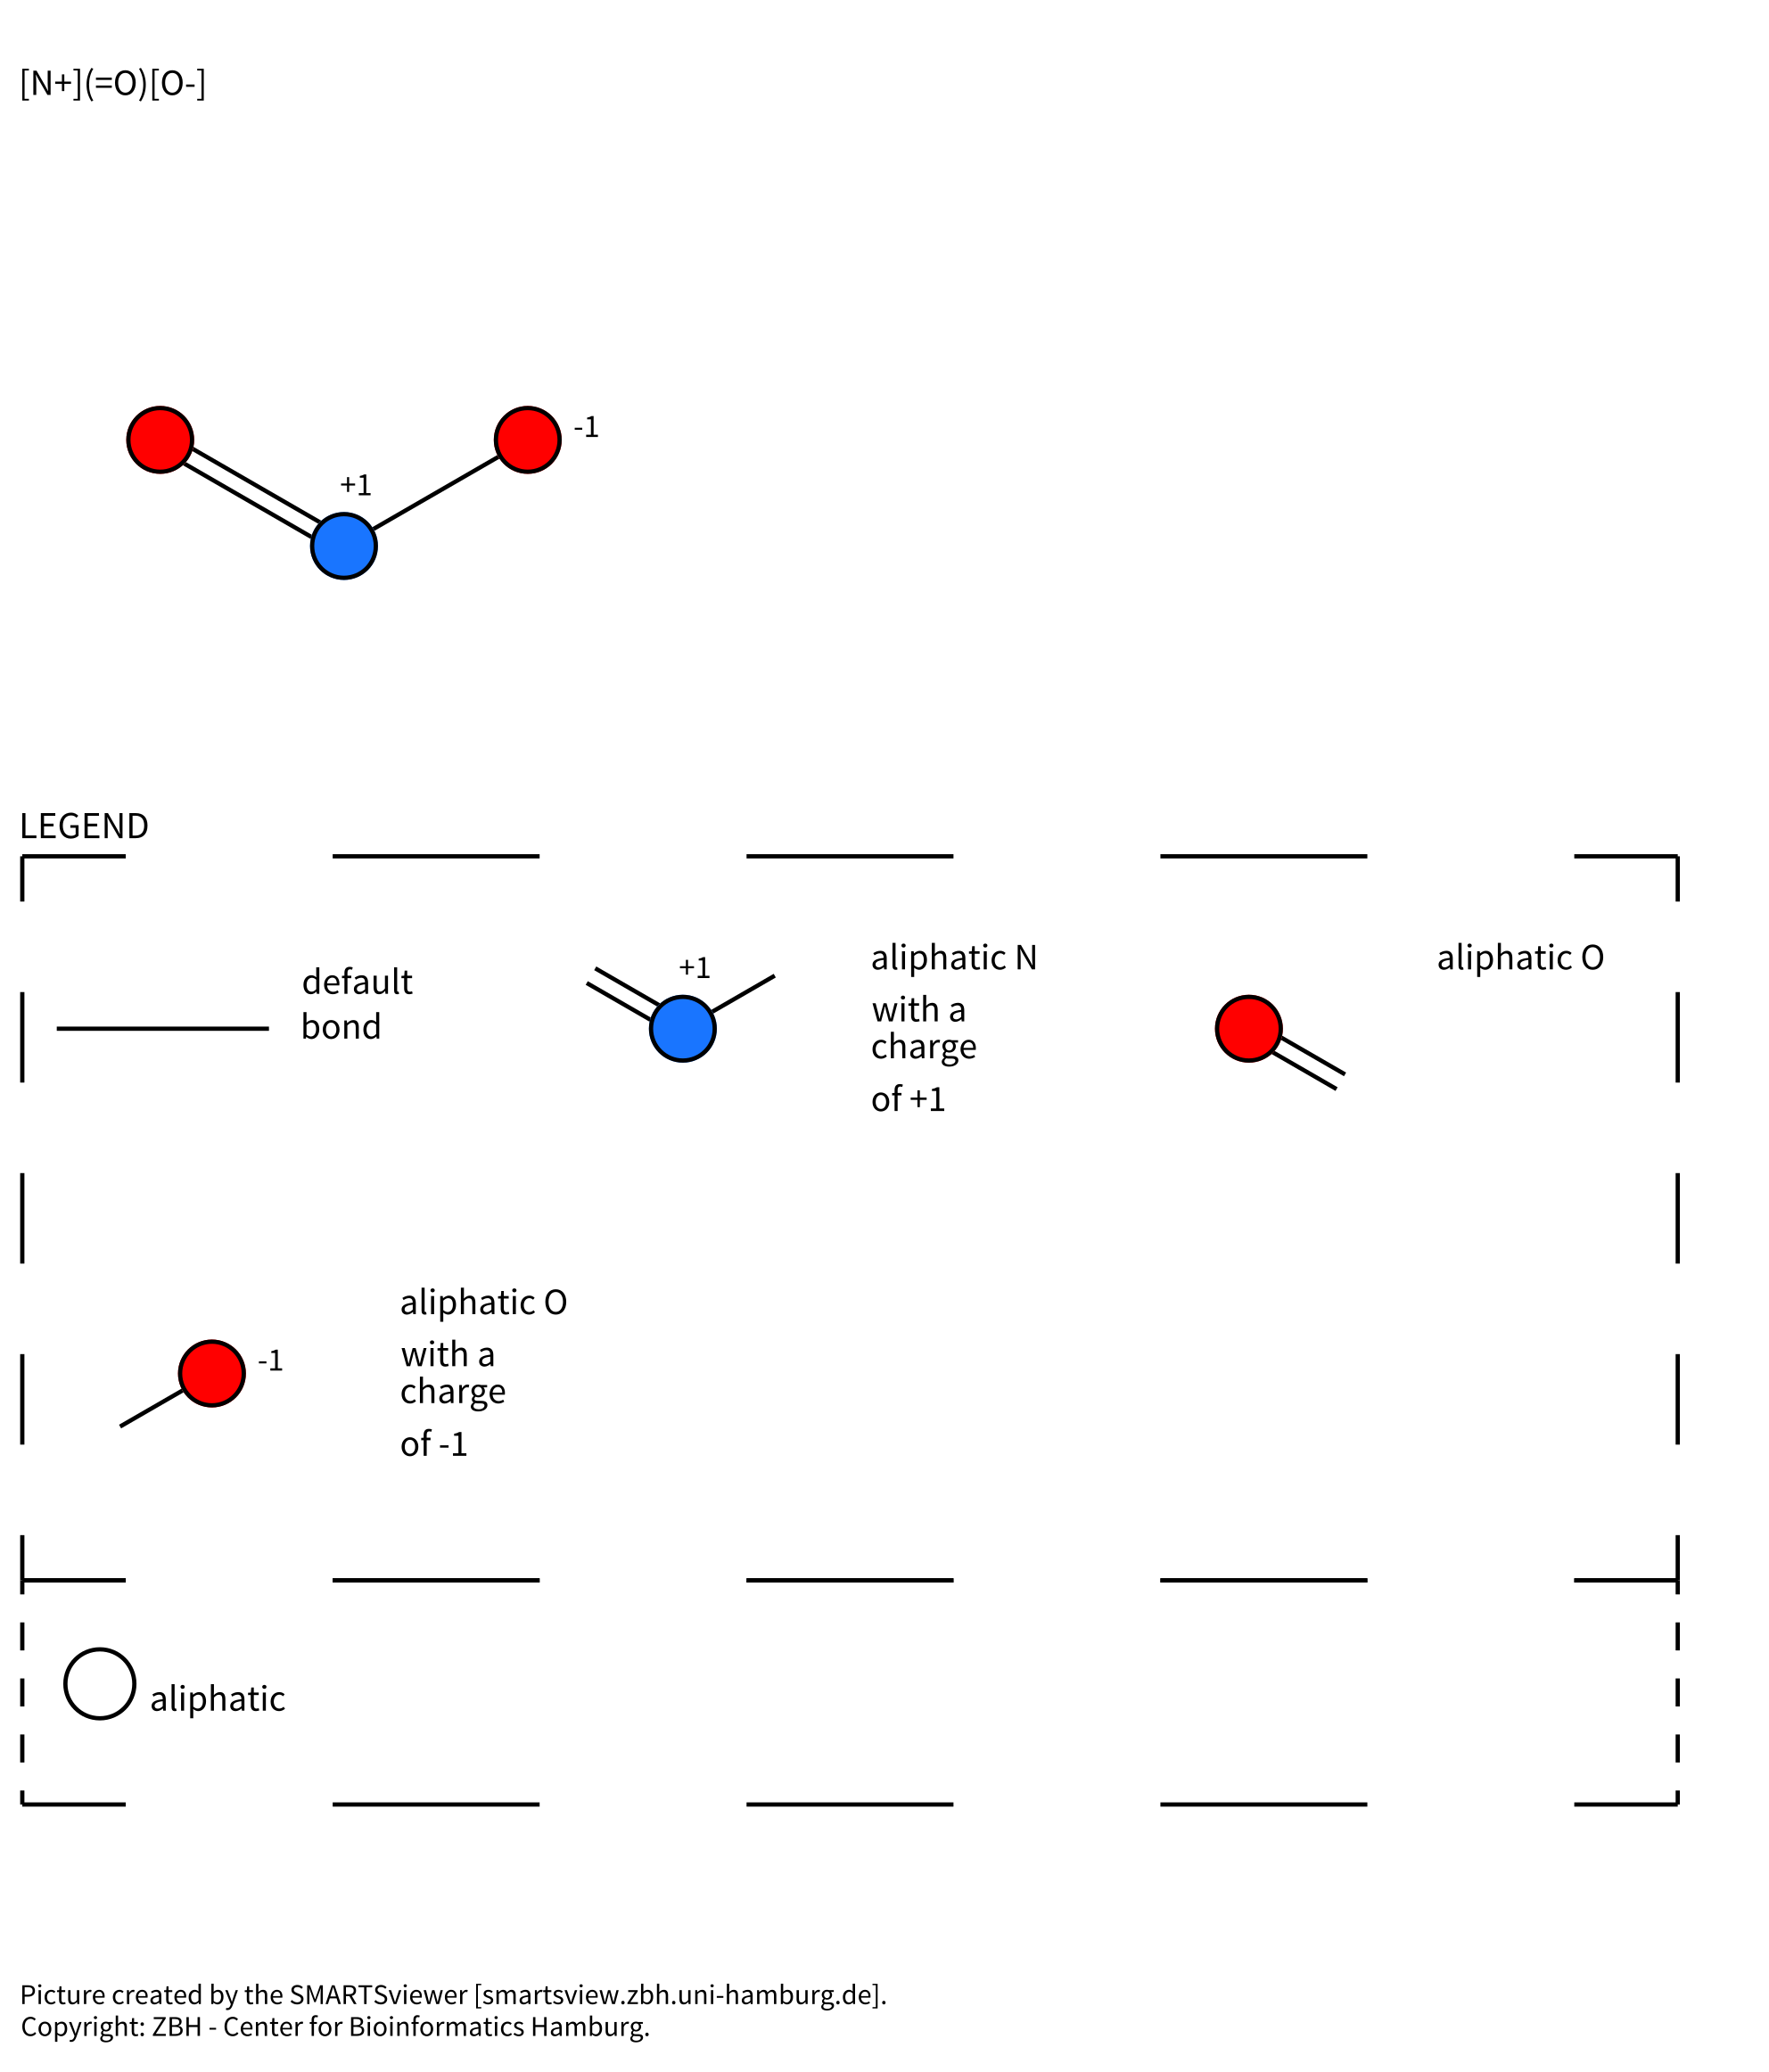 [N+](=O)[O-]
-1
+1
LEGEND
default
bond
+1
aliphatic N
with a
charge
of +1
aliphatic O
-1
aliphatic O
with a
charge
of -1
aliphatic
Picture created by the SMARTSviewer [smartsview.zbh.uni-hamburg.de].
Copyright: ZBH - Center for Bioinformatics Hamburg.